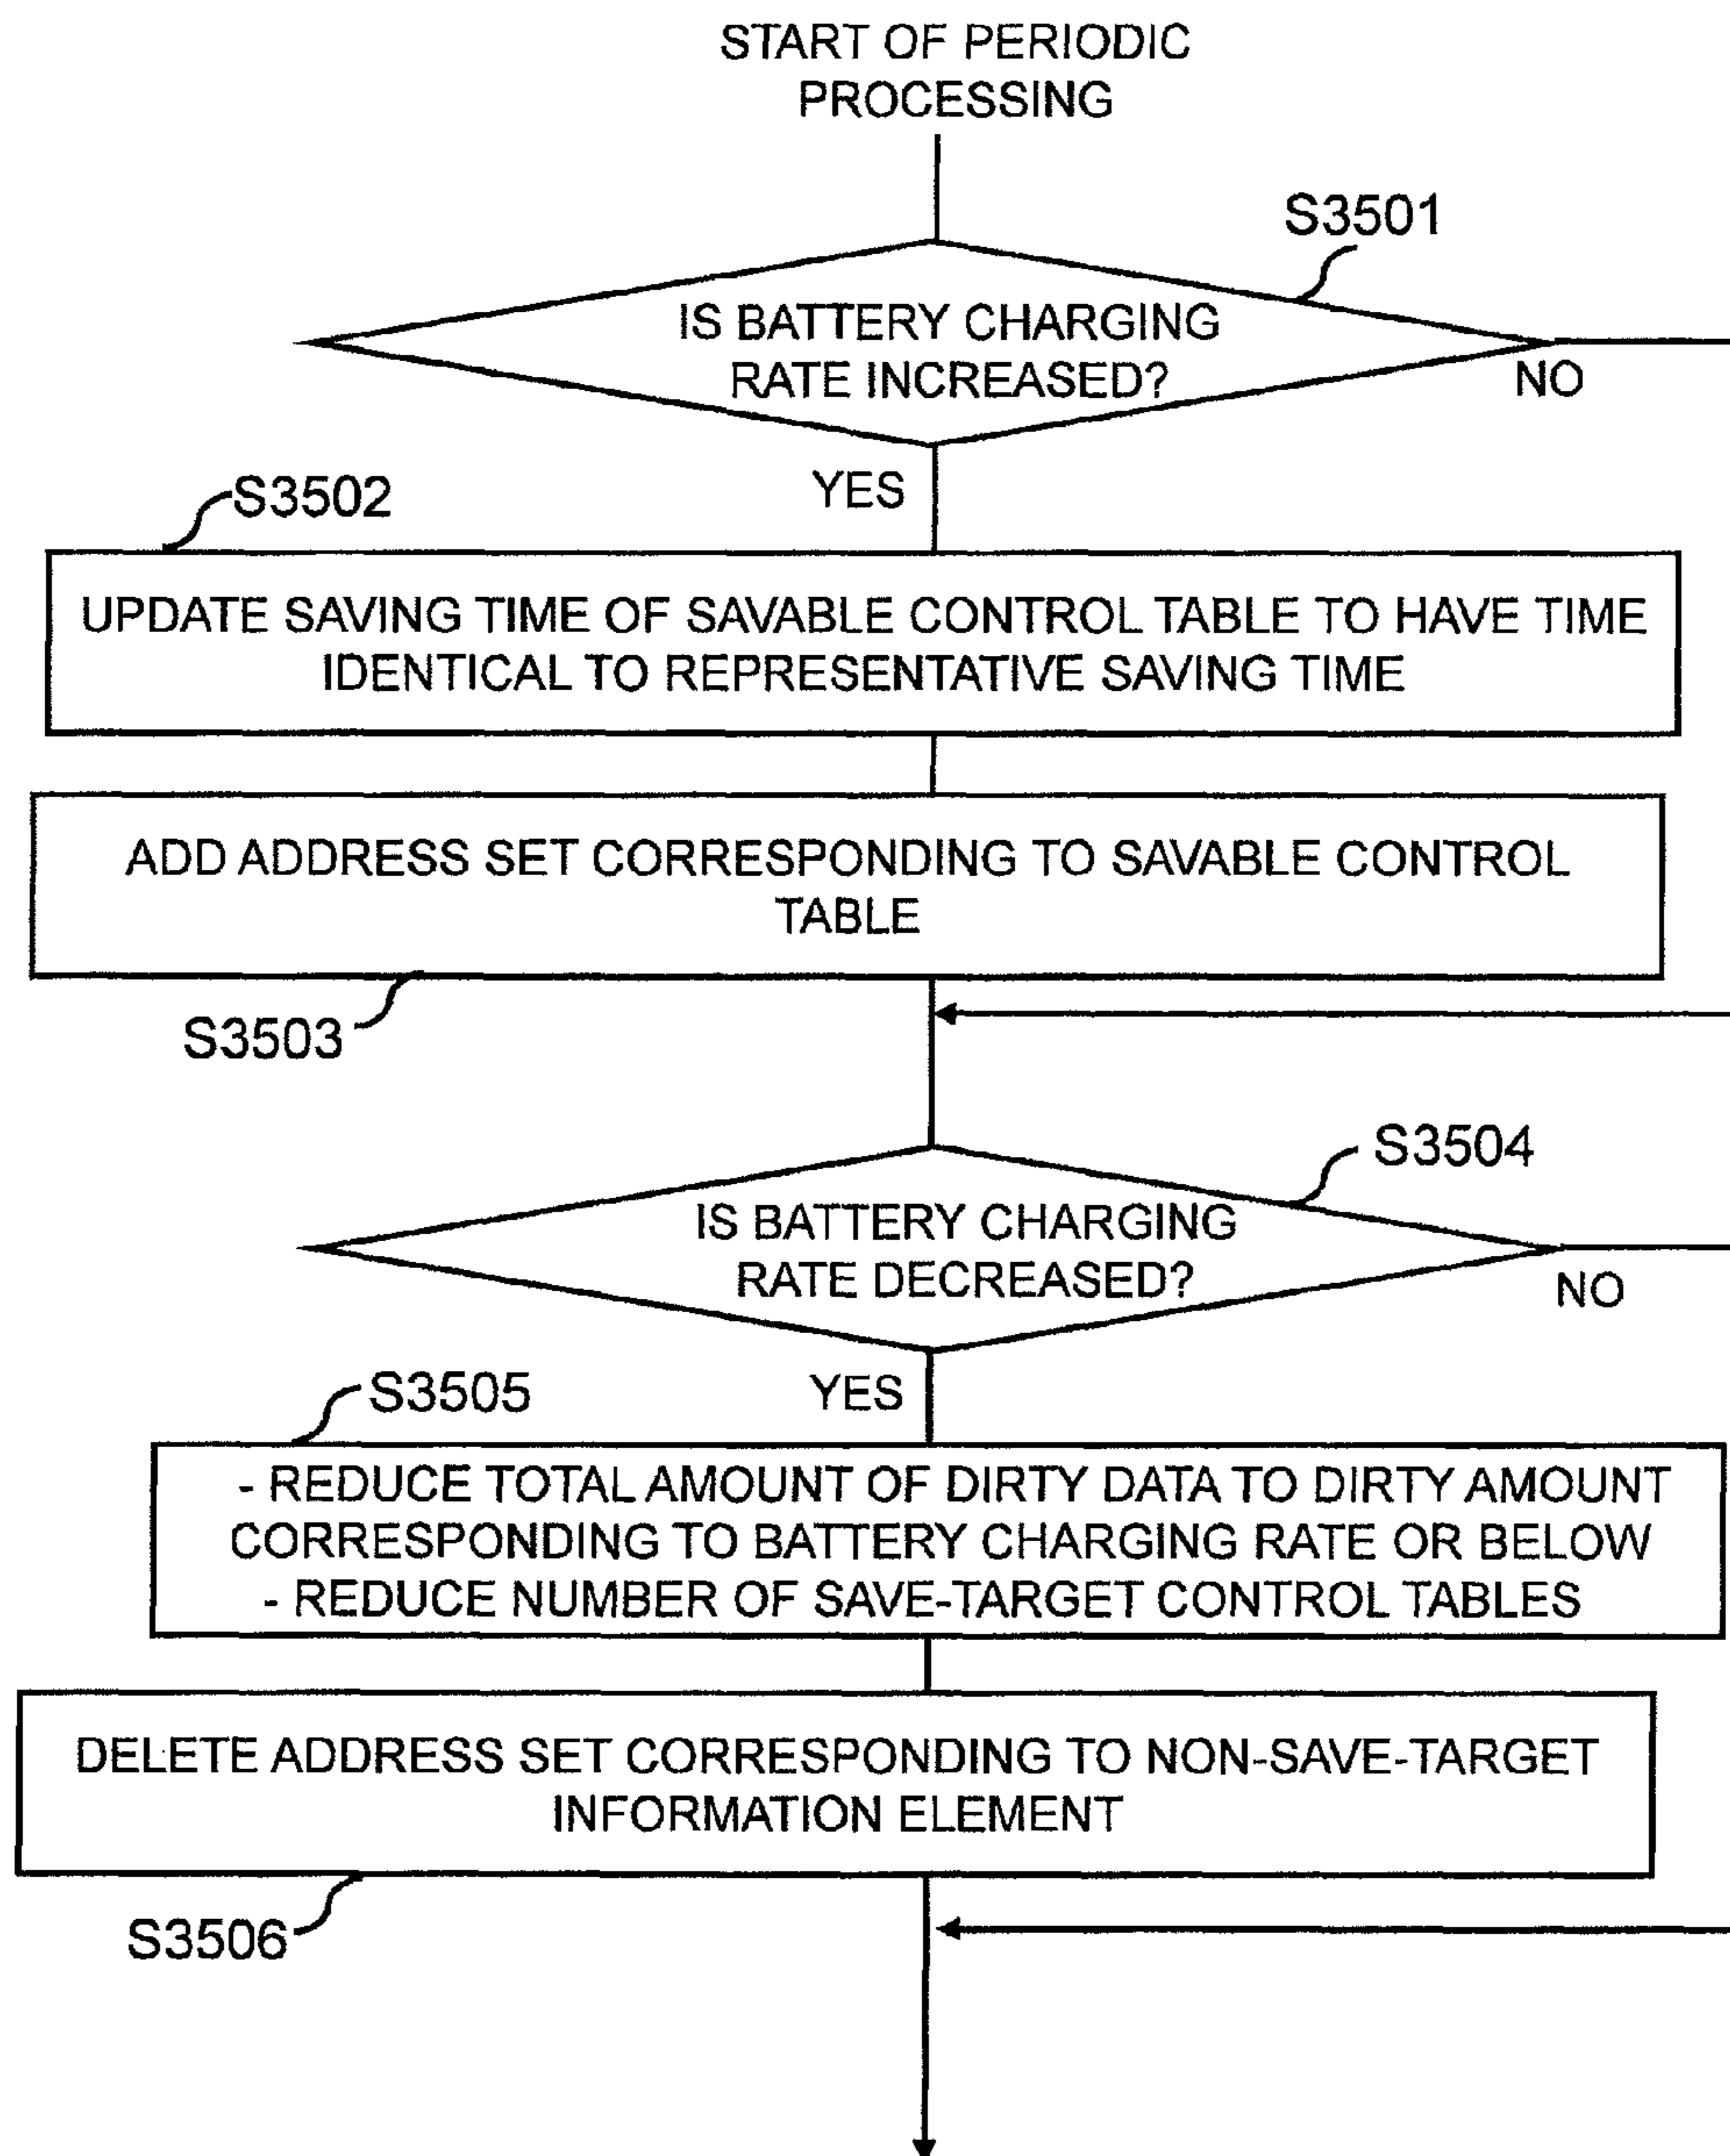 START OF PERIODIC
PROCESSING
S3501
IS BATTERY CHARGING
RATE INCREASED?
NO
YES
S3502
UPDATE SAVING TIME OF SAVABLE CONTROL TABLE TO HAVE TIME
IDENTICAL TO REPRESENTATIVE SAVING TIME
ADD ADDRESS SET CORRESPONDING TO SAVABLE CONTROL
TABLE
S3503
S3504
IS BATTERY CHARGING
RATE DECREASED?
NO
YES
S3505
- REDUCE TOTAL AMOUNT OF DIRTY DATA TO DIRTY AMOUNT
CORRESPONDING TO BATTERY CHARGING RATE OR BELOW
- REDUCE NUMBER OF SAVE-TARGET CONTROL TABLES
DELETE ADDRESS SET CORRESPONDING TO NON-SAVE-TARGET
INFORMATION ELEMENT
S3506